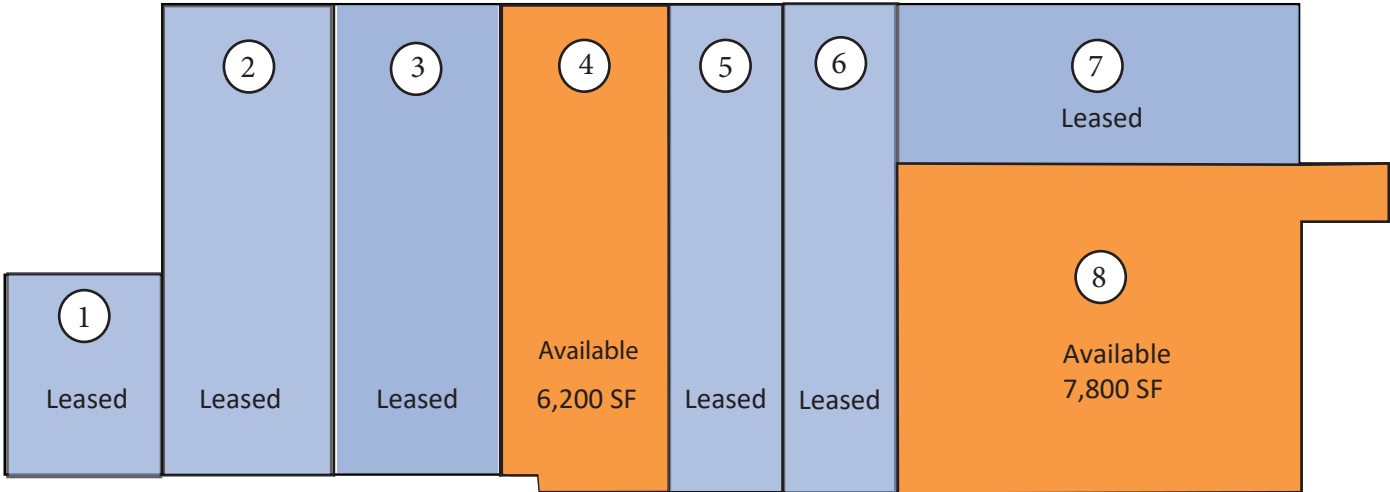 1
Leased
2
Leased
3
Leased
4
Available
6,200 SF
5
Leased
6
Leased
7
Leased
8
Available
7,800 SF